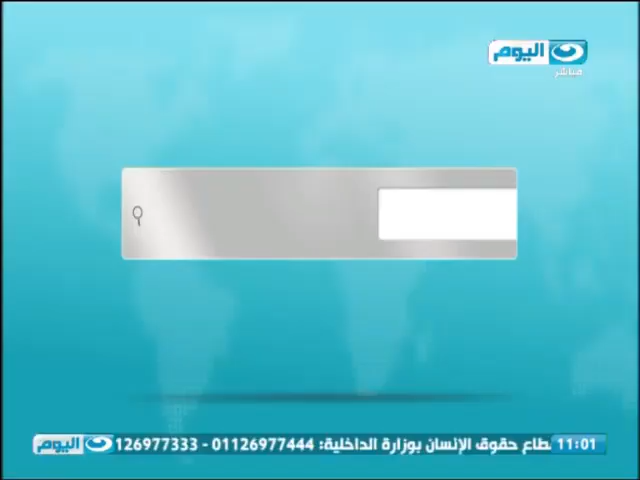 اليوم
مباشر
11:01 طاع حقوق الإنسان بوزارة الداخلية: 01126977444 - 126977333 اليوم